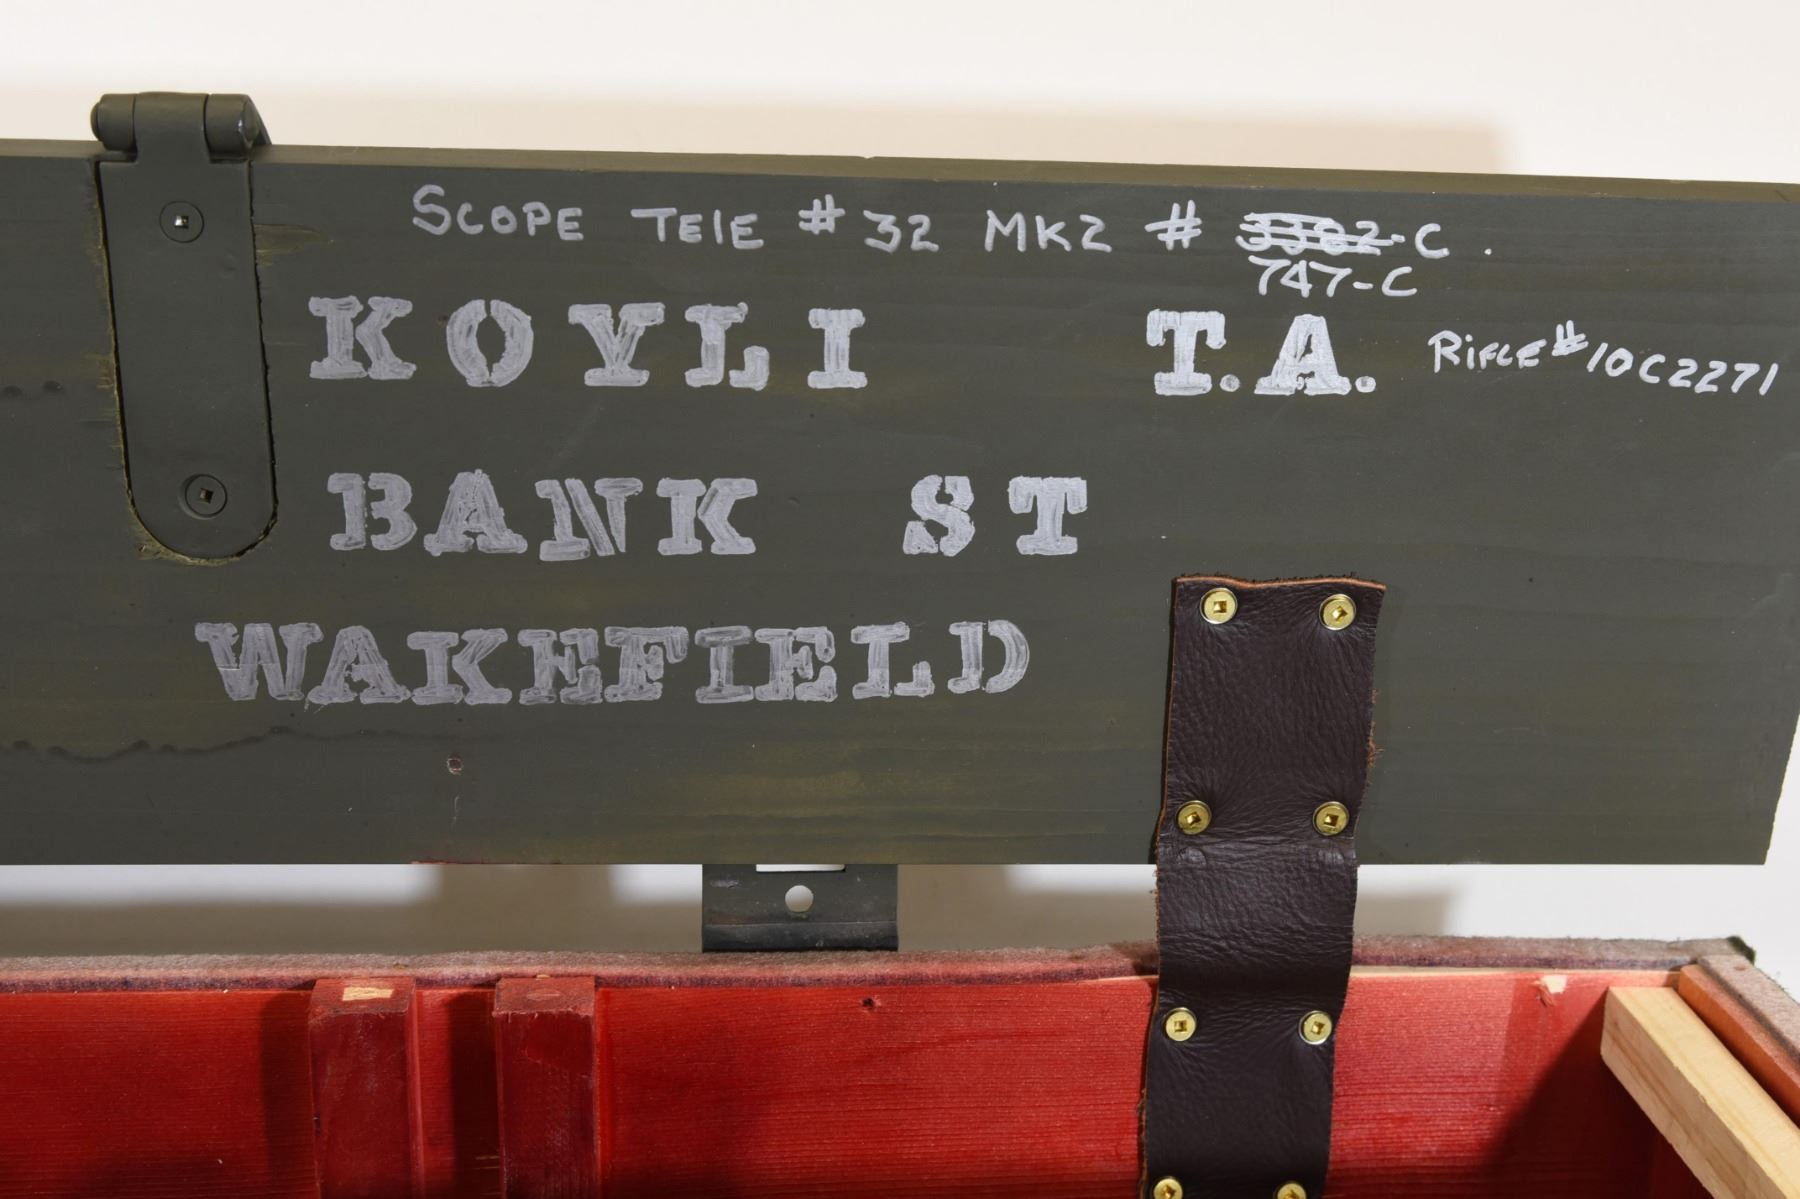 SCOPE TELE # 32 MK2 # -C.
747-C
KOYLI T.A. RIFLE # 10C2271
BANK ST
WAKEFIELD